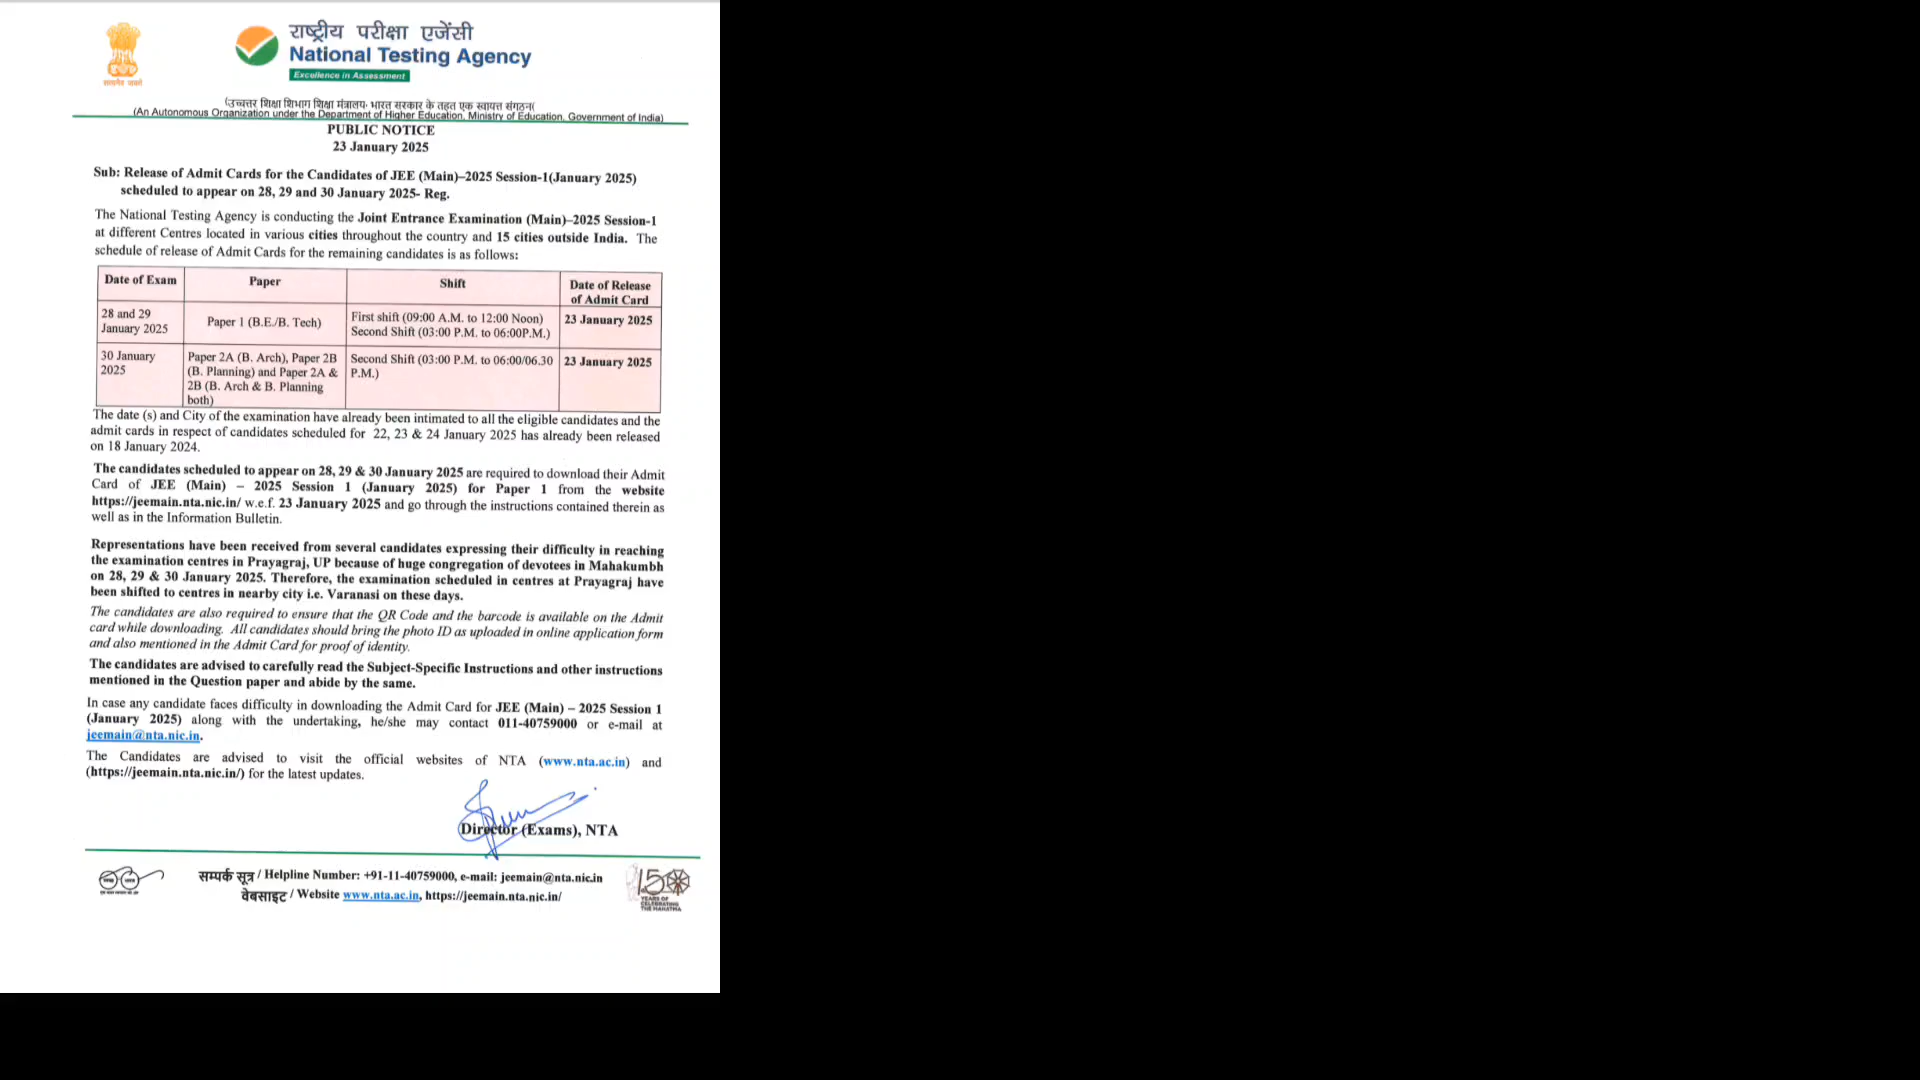 सत्यमेव जयते
राष्ट्रीय परीक्षा एजेंसी
National Testing Agency
Excellence in Assessment
(उच्चतर शिक्षा विभाग शिक्षा मंत्रालय, भारत सरकार के तहत एक स्वायत्त संगठन)
(An Autonomous Organization under the Department of Higher Education, Ministry of Education, Government of India)
PUBLIC NOTICE
23 January 2025
Sub: Release of Admit Cards for the Candidates of JEE (Main)–2025 Session-1(January 2025)
scheduled to appear on 28, 29 and 30 January 2025- Reg.
The National Testing Agency is conducting the Joint Entrance Examination (Main)–2025 Session-1
at different Centres located in various cities throughout the country and 15 cities outside India. The
schedule of release of Admit Cards for the remaining candidates is as follows:
Date of Exam Paper Shift Date of Release
of Admit Card
28 and 29
January 2025 Paper 1 (B.E./B. Tech) First shift (09:00 A.M. to 12:00 Noon)
Second Shift (03:00 P.M. to 06:00P.M.) 23 January 2025
30 January
2025 Paper 2A (B. Arch), Paper 2B
(B. Planning) and Paper 2A &
2B (B. Arch & B. Planning
both) Second Shift (03:00 P.M. to 06:00/06.30
P.M.) 23 January 2025
The date (s) and City of the examination have already been intimated to all the eligible candidates and the
admit cards in respect of candidates scheduled for 22, 23 & 24 January 2025 has already been released
on 18 January 2024.
The candidates scheduled to appear on 28, 29 & 30 January 2025 are required to download their Admit
Card of JEE (Main) – 2025 Session 1 (January 2025) for Paper 1 from the website
https://jeemain.nta.nic.in/ w.e.f. 23 January 2025 and go through the instructions contained therein as
well as in the Information Bulletin.
Representations have been received from several candidates expressing their difficulty in reaching
the examination centres in Prayagraj, UP because of huge congregation of devotees in Mahakumbh
on 28, 29 & 30 January 2025. Therefore, the examination scheduled in centres at Prayagraj have
been shifted to centres in nearby city i.e. Varanasi on these days.
The candidates are also required to ensure that the QR Code and the barcode is available on the Admit
card while downloading. All candidates should bring the photo ID as uploaded in online application form
and also mentioned in the Admit Card for proof of identity.
The candidates are advised to carefully read the Subject-Specific Instructions and other instructions
mentioned in the Question paper and abide by the same.
In case any candidate faces difficulty in downloading the Admit Card for JEE (Main) – 2025 Session 1
(January 2025) along with the undertaking, he/she may contact 011-40759000 or e-mail at
jeemain@nta.nic.in.
The Candidates are advised to visit the official websites of NTA (www.nta.ac.in) and
(https://jeemain.nta.nic.in/) for the latest updates.
Director (Exams), NTA
सम्पर्क सूत्र / Helpline Number: +91-11-40759000, e-mail: jeemain@nta.nic.in
वेबसाइट / Website www.nta.ac.in, https://jeemain.nta.nic.in/
150
YEARS OF
CELEBRATING
THE MAHATMA